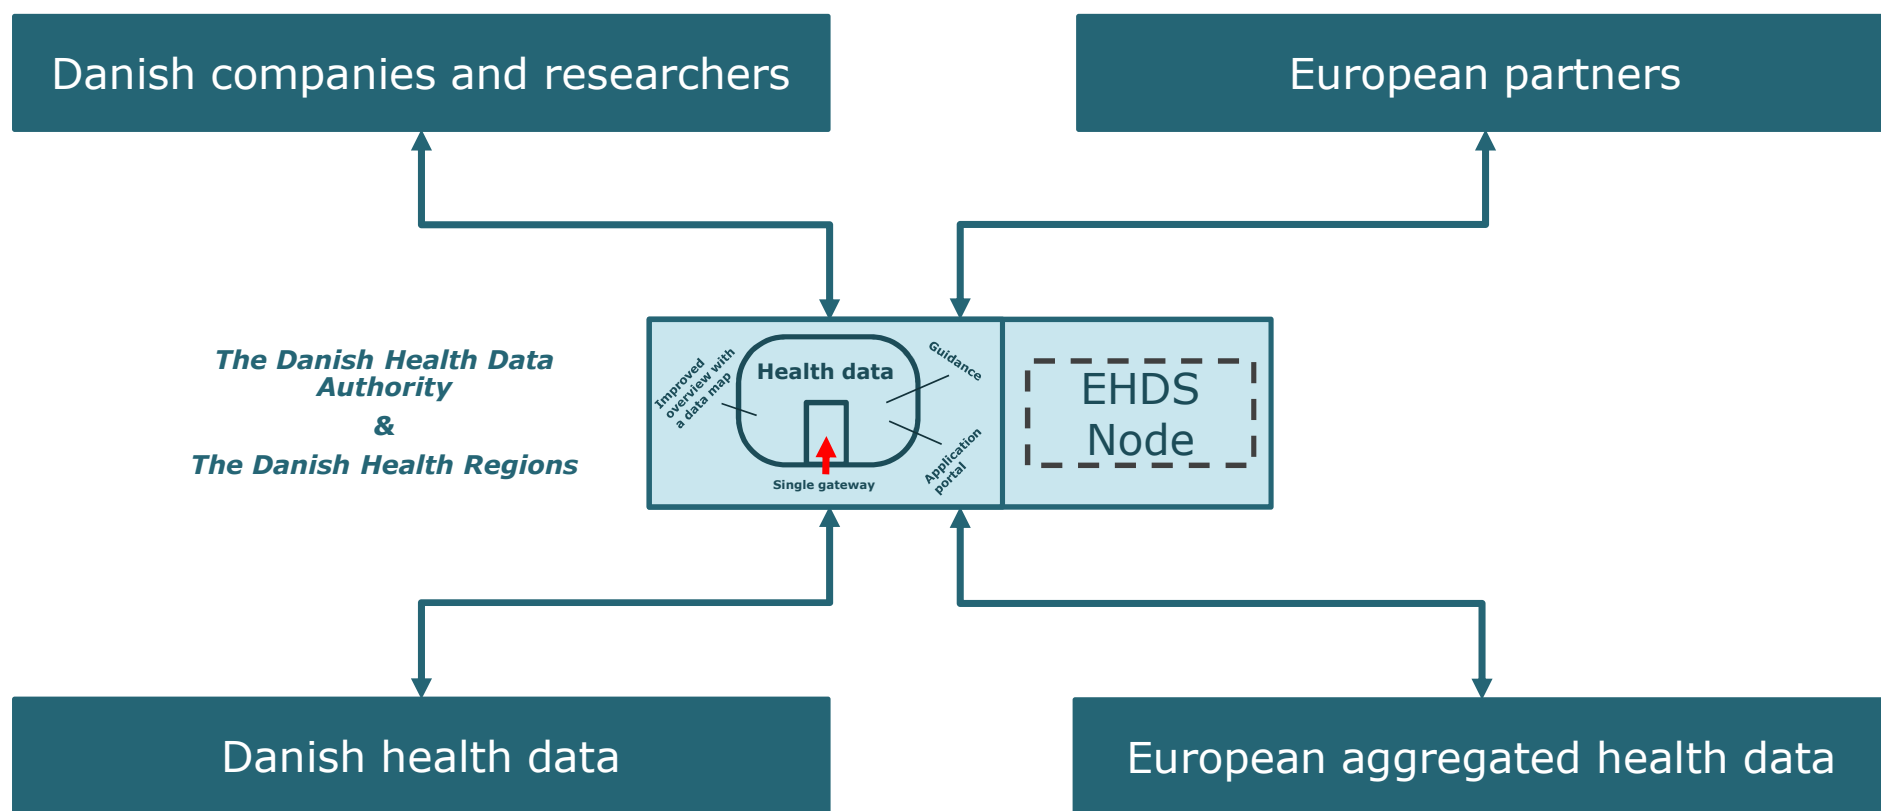 Danish companies and researchers
European partners
The Danish Health Data
Authority
&
The Danish Health Regions
Improved
overview with
a data map
Health data
Guidance
Application
portal
Single gateway
EHDS
Node
Danish health data
European aggregated health data